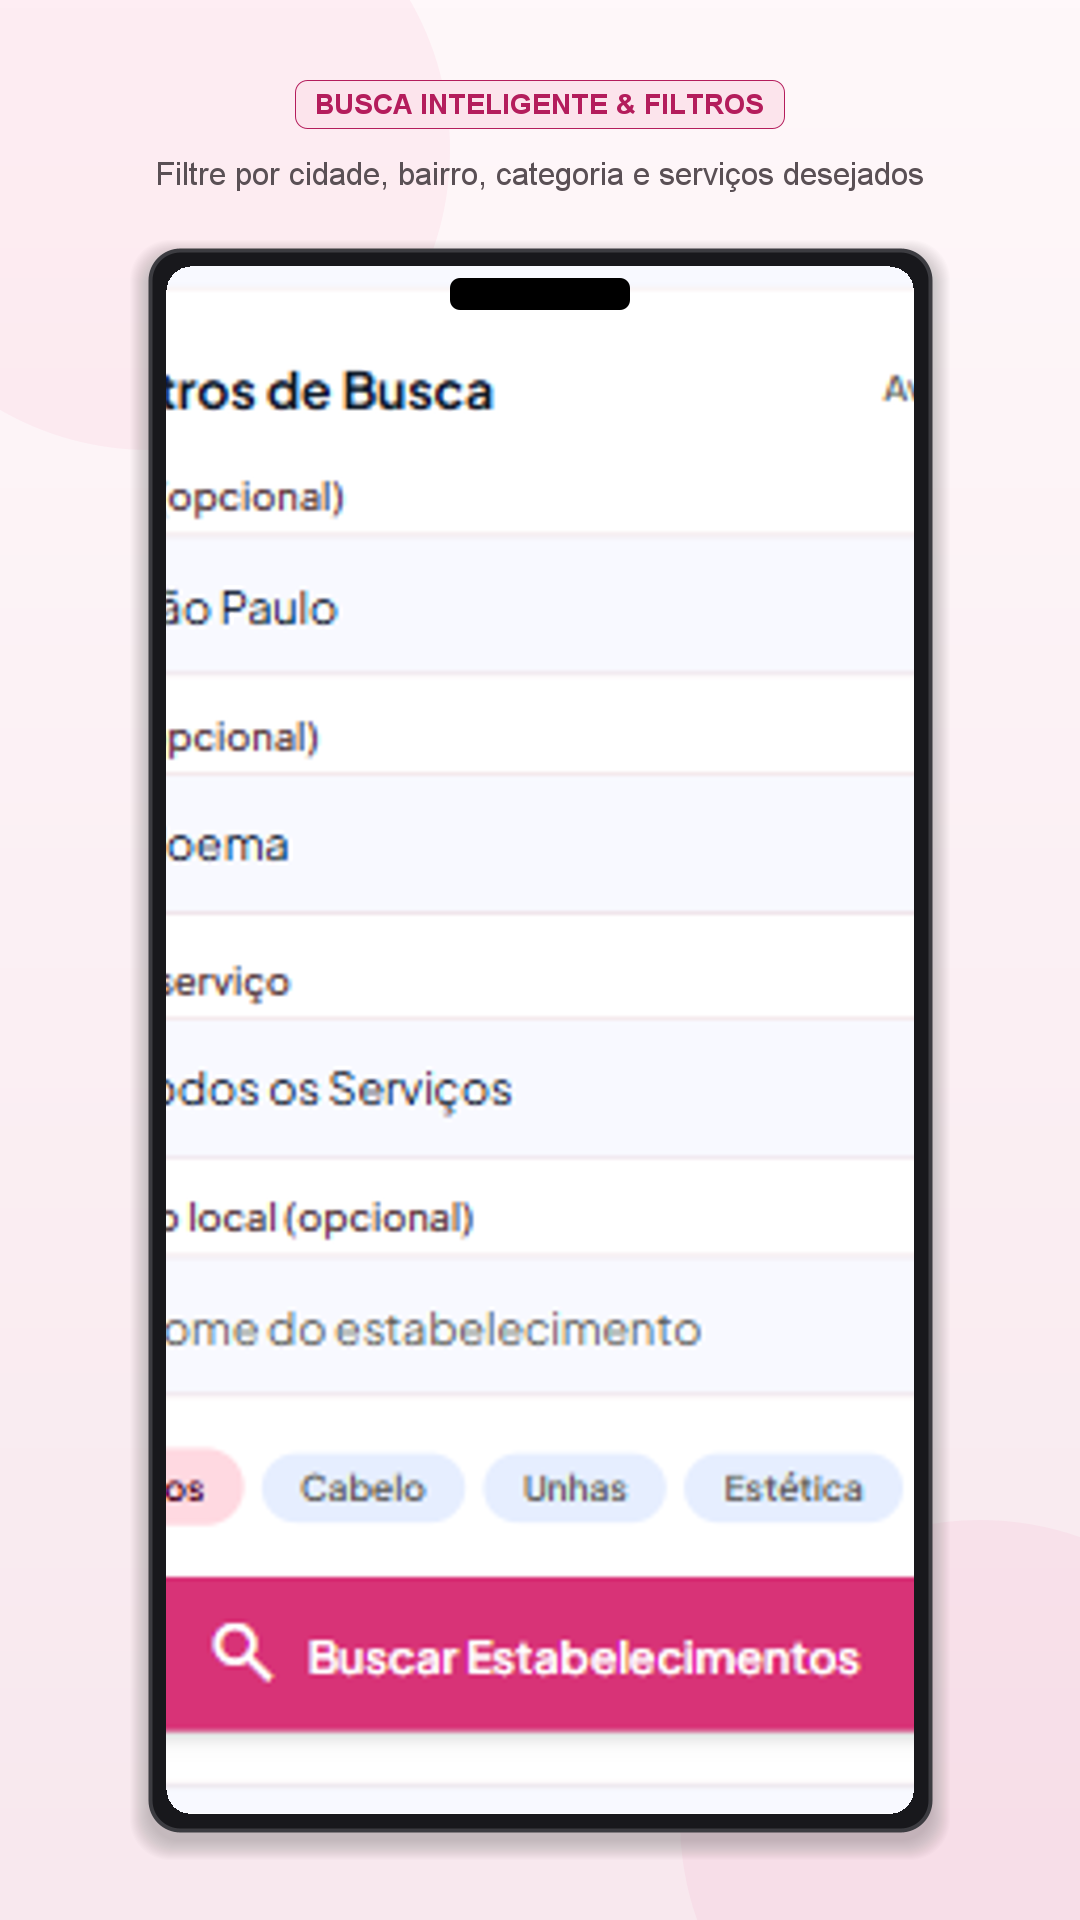 BUSCA INTELIGENTE & FILTROS
Filtre por cidade, bairro, categoria e serviços desejados
tros de Busca
Av
(opcional)
ão Paulo
pcional)
oema
serviço
odos os Serviços
o local (opcional)
ome do estabelecimento
os Cabelo Unhas Estética
Buscar Estabelecimentos